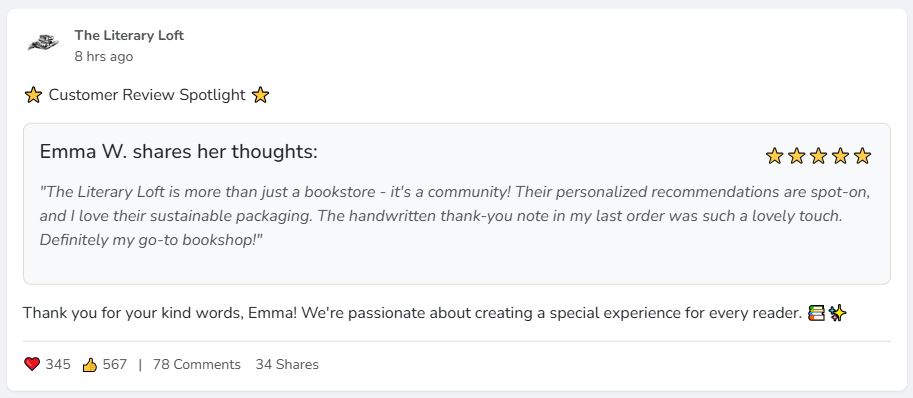 The Literary Loft
8 hrs ago
⭐ Customer Review Spotlight ⭐
Emma W. shares her thoughts:
⭐⭐⭐⭐⭐
"The Literary Loft is more than just a bookstore - it's a community! Their personalized recommendations are spot-on,
and I love their sustainable packaging. The handwritten thank-you note in my last order was such a lovely touch.
Definitely my go-to bookshop!"
Thank you for your kind words, Emma! We're passionate about creating a special experience for every reader. 📚✨
❤️ 345 👍 567 | 78 Comments 34 Shares